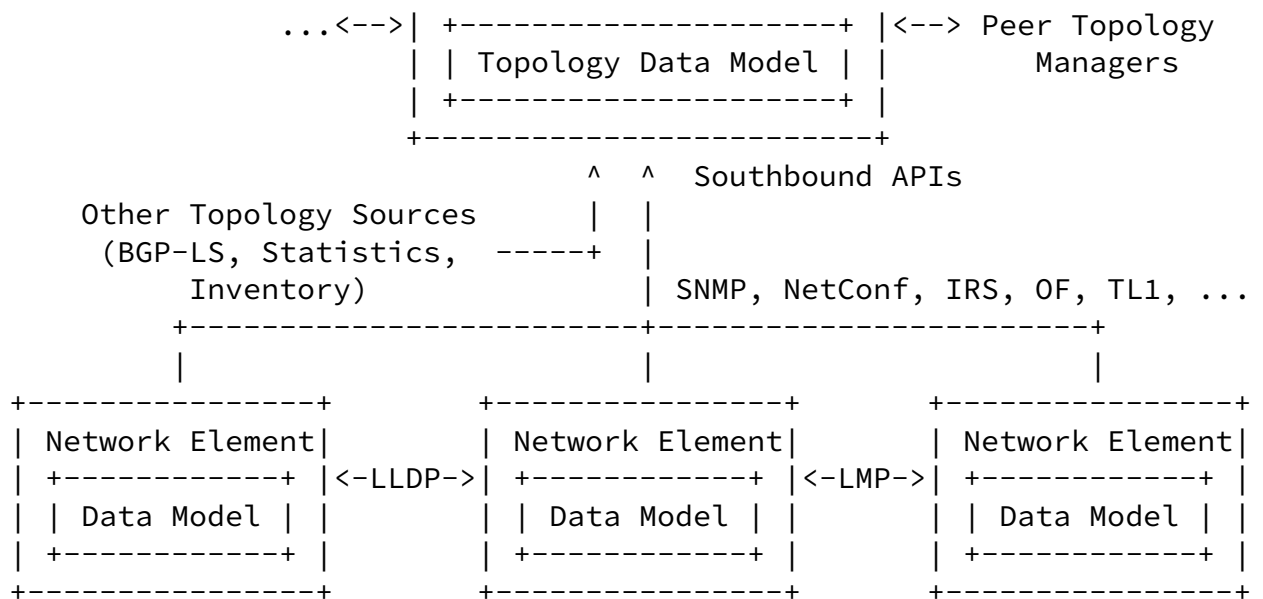 ...<-->| +----------------------+ |<--> Peer Topology
| | Topology Data Model | | Managers
| +----------------------+ |
+-------------------------+
^ ^ Southbound APIs
Other Topology Sources | |
(BGP-LS, Statistics, -----+ |
Inventory) | SNMP, NetConf, IRS, OF, TL1, ...
+-------------------------+------------------------+
| | |
+----------------+ +----------------+ +----------------+
| Network Element| | Network Element| | Network Element|
| +------------+ |<-LLDP->| +------------+ |<-LMP->| +------------+ |
| | Data Model | | | | Data Model | | | | Data Model | |
| +------------+ | | +------------+ | | +------------+ |
+----------------+ +----------------+ +----------------+